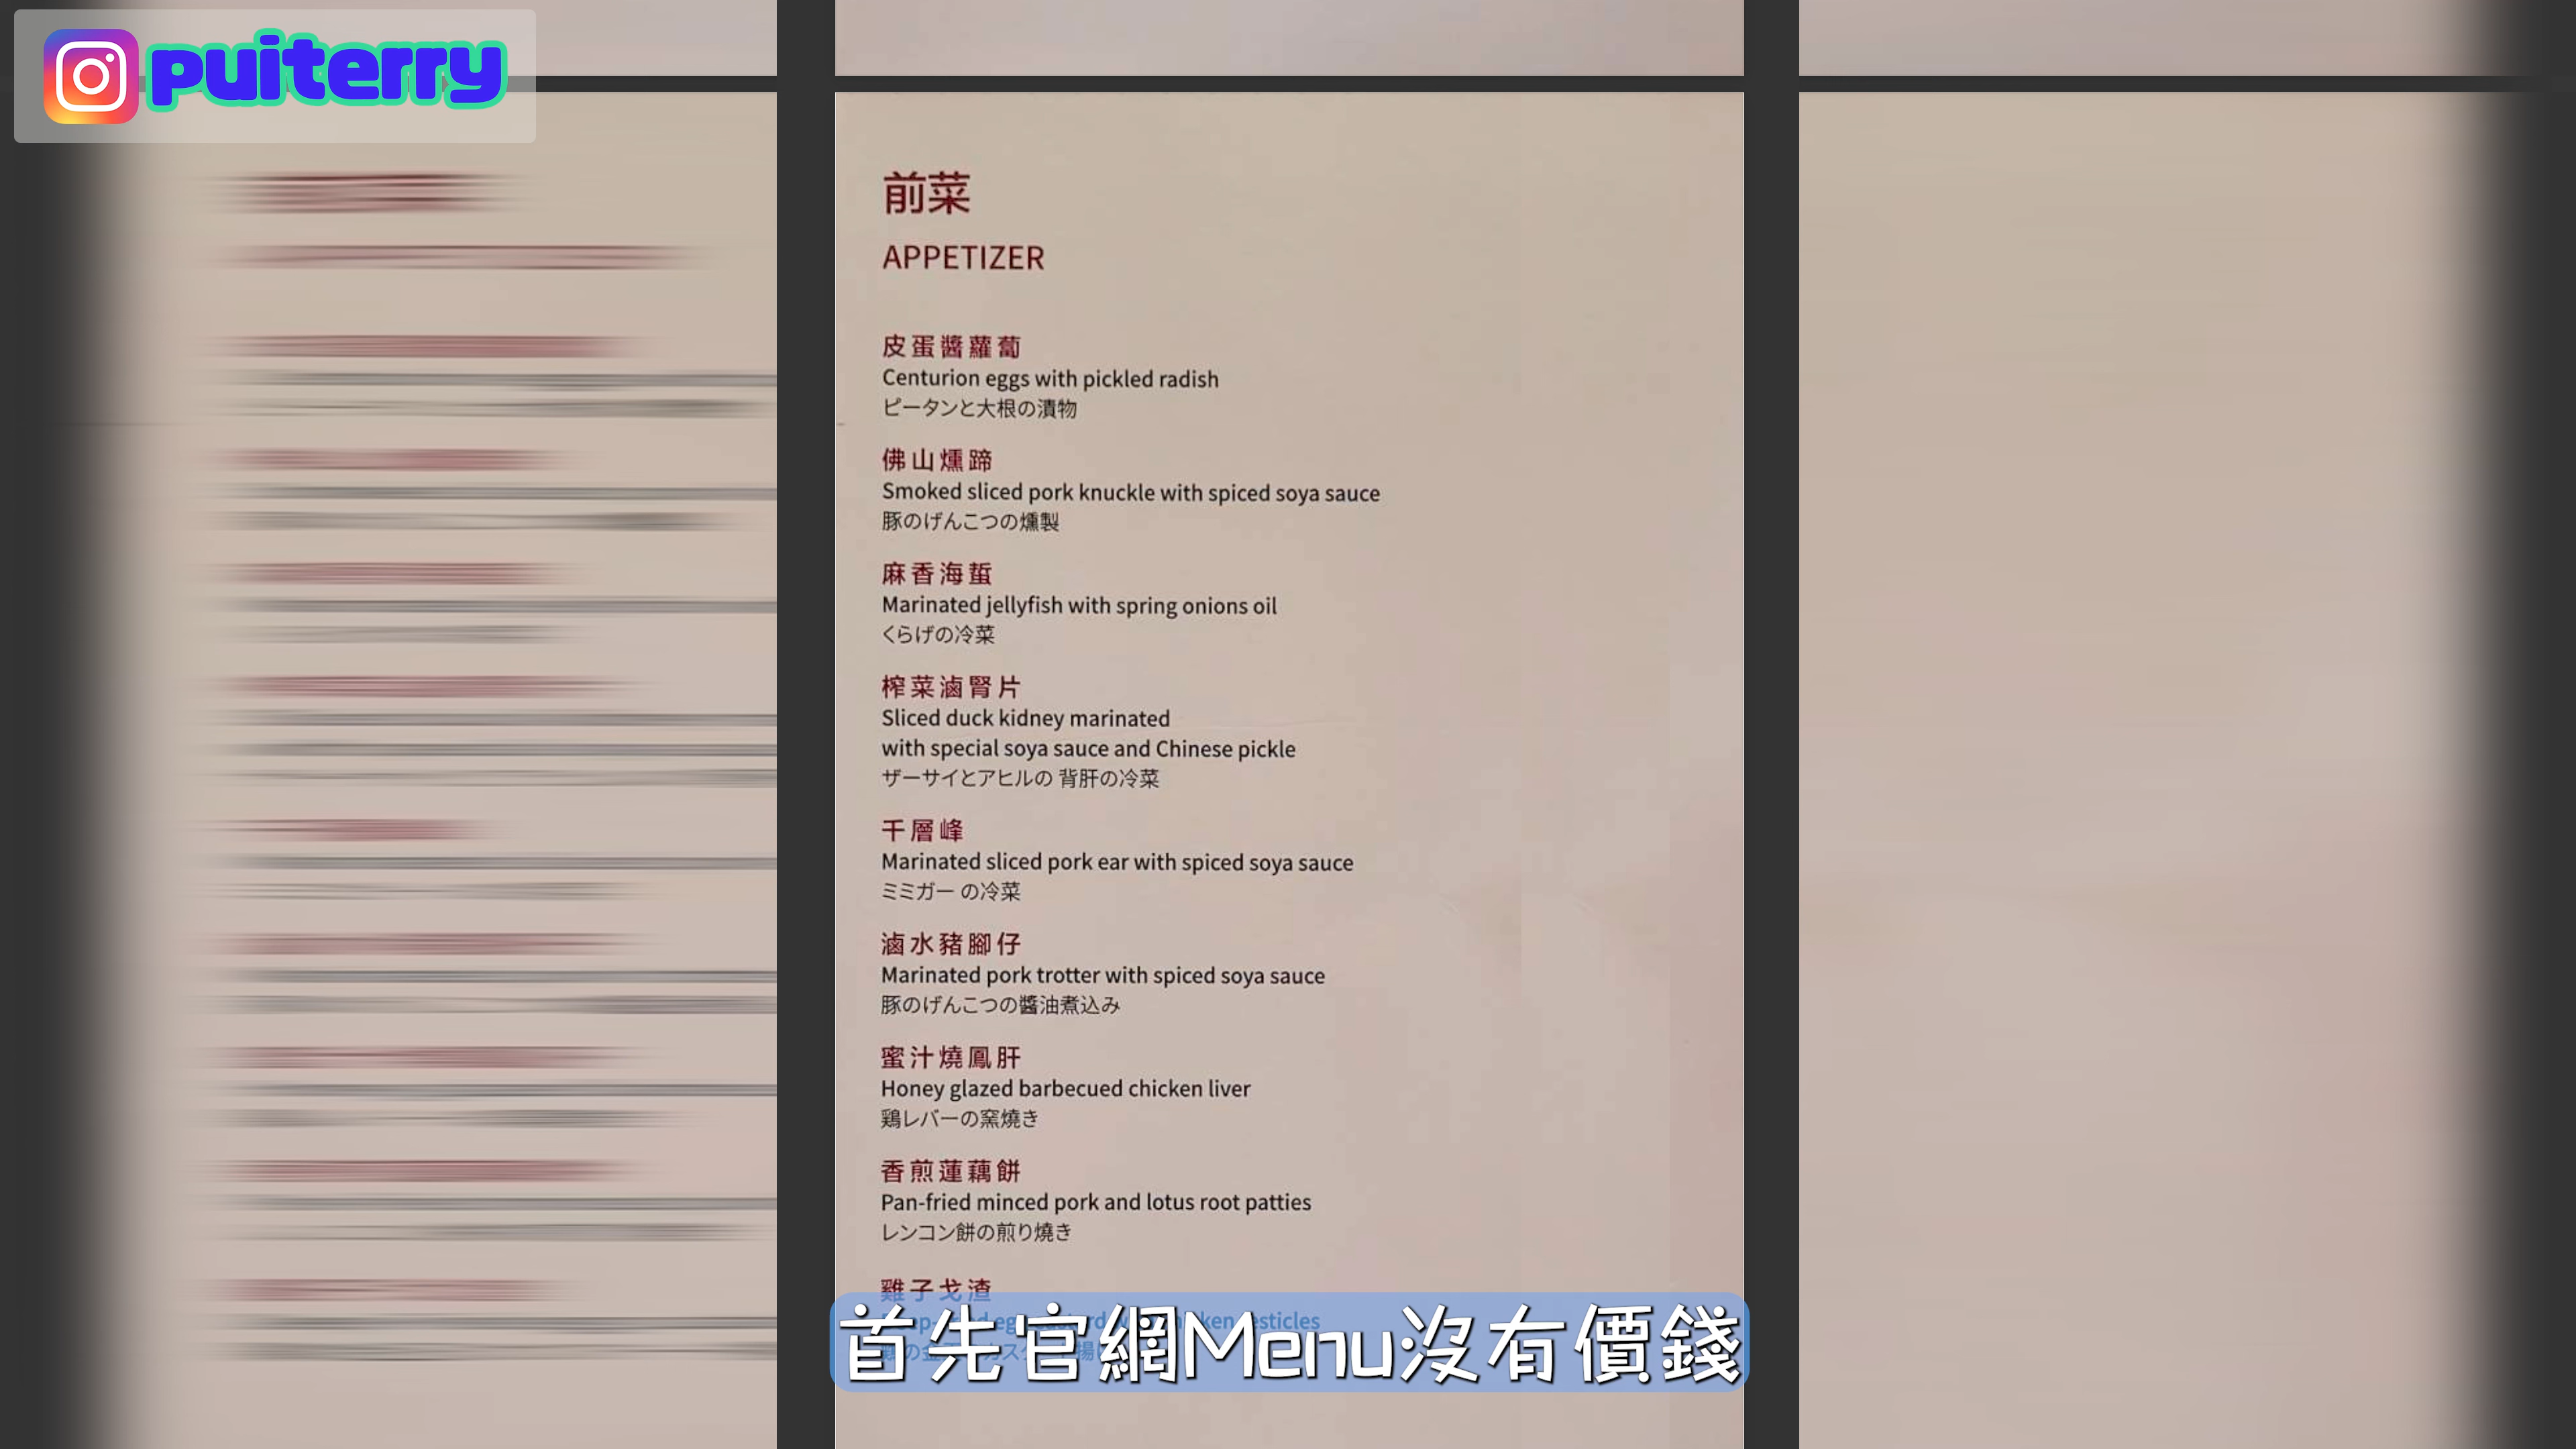 puiterry
前菜
APPETIZER
皮蛋醬蘿蔔
Centurion eggs with pickled radish
ピータンと大根の漬物
佛山燻蹄
Smoked sliced pork knuckle with spiced soya sauce
豚のげんこつの燻製
麻香海蜇
Marinated jellyfish with spring onions oil
くらげの冷菜
榨菜滷腎片
Sliced duck kidney marinated
with special soya sauce and Chinese pickle
ザーサイとアヒルの 背肝の冷菜
千層峰
Marinated sliced pork ear with spiced soya sauce
ミミガー の冷菜
滷水豬腳仔
Marinated pork trotter with spiced soya sauce
豚のげんこつの醬油煮込み
蜜汁燒鳳肝
Honey glazed barbecued chicken liver
鶏レバーの窯燒き
香煎蓮藕餅
Pan-fried minced pork and lotus root patties
レンコン餅の煎り燒き
雞子戈渣
首先官網Menu沒有價錢